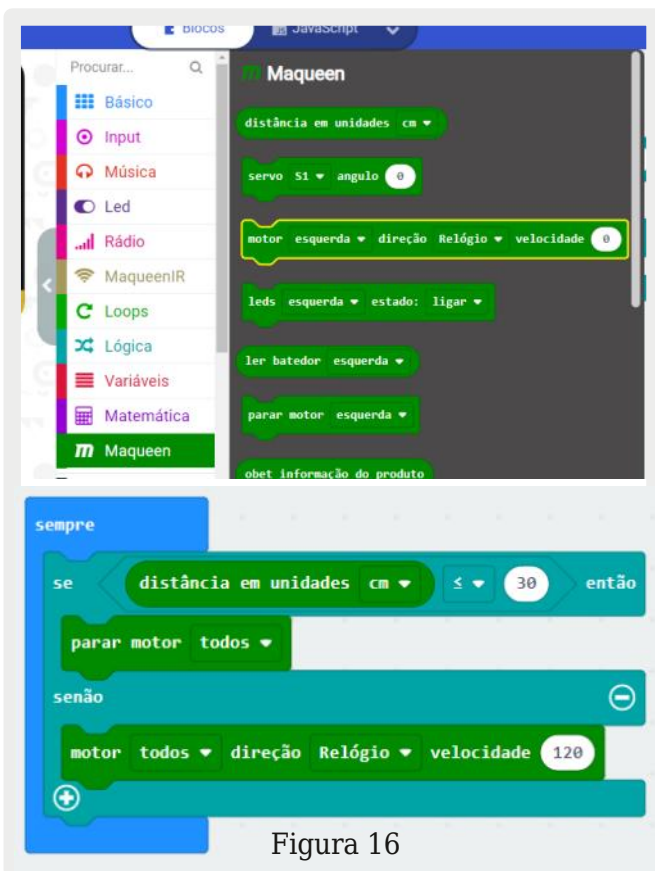 Blocos JavaScript
Procurar...
Básico
Input
Música
Led
Rádio
MaqueenIR
Loops
Lógica
Variáveis
Matemática
Maqueen
Maqueen
distância em unidades cm
servo S1 angulo 0
motor esquerda direção Relógio velocidade 0
leds esquerda estado: ligar
ler batedor esquerda
parar motor esquerda
obet informação do produto
sempre
se distância em unidades cm ≤ 30 então
parar motor todos
senão
motor todos direção Relógio velocidade 120
Figura 16